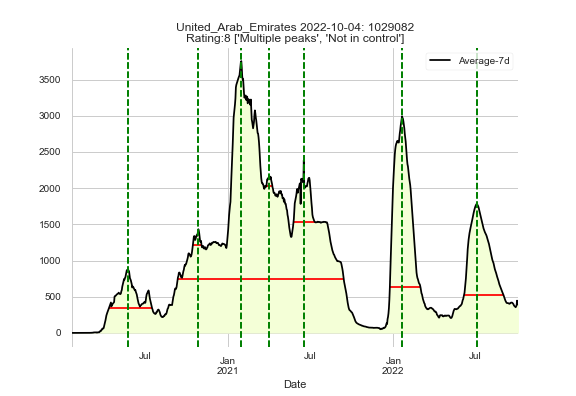 United_Arab_Emirates 2022-10-04: 1029082
Rating:8 ['Multiple peaks', 'Not in control']
Average-7d
3500
3000
2500
2000
1500
1000
500
0
Jul
Jan
2021
Jul
Jan
2022
Jul
Date